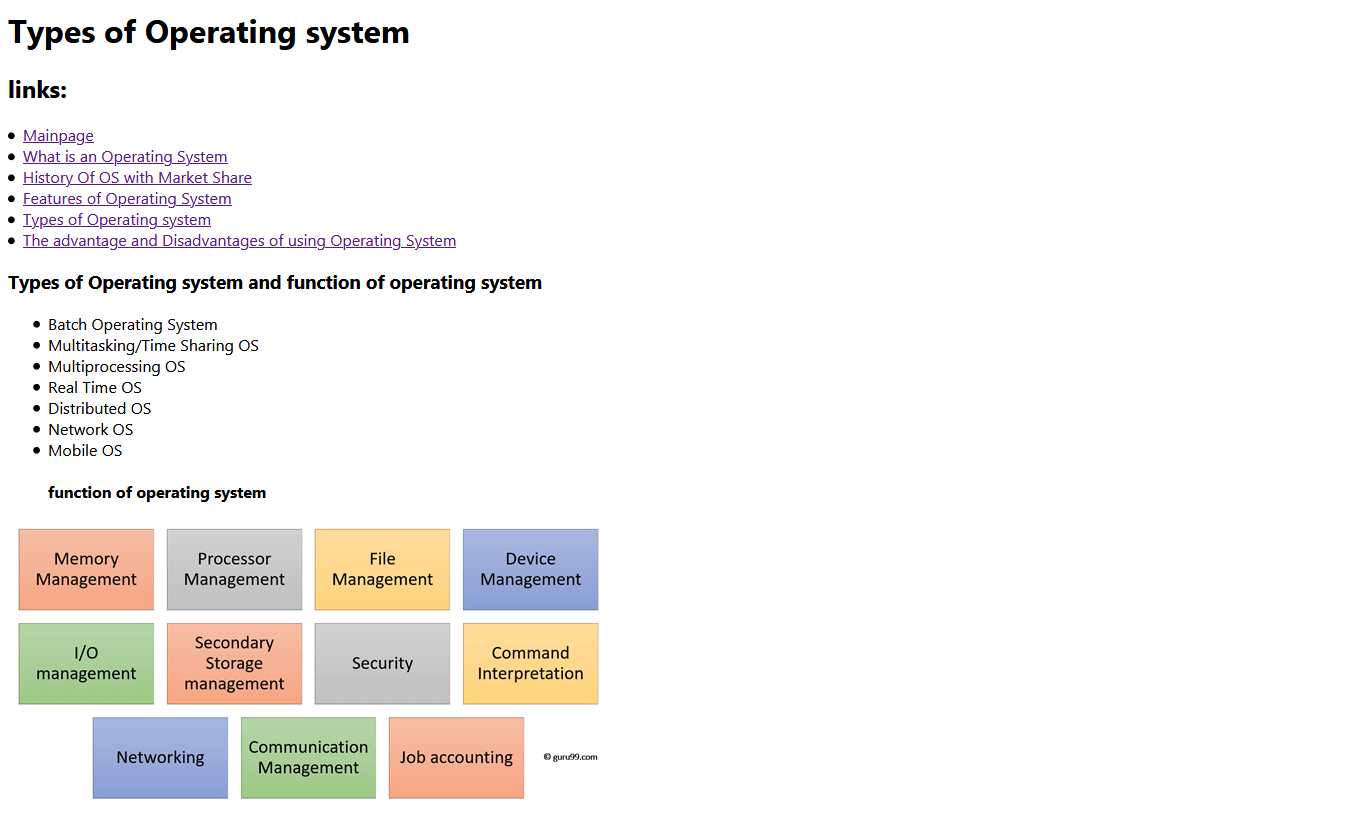 Types of Operating system
links:
Mainpage
What is an Operating System
History Of OS with Market Share
Features of Operating System
Types of Operating system
The advantage and Disadvantages of using Operating System
Types of Operating system and function of operating system
Batch Operating System
Multitasking/Time Sharing OS
Multiprocessing OS
Real Time OS
Distributed OS
Network OS
Mobile OS
function of operating system
Memory
Management
Processor
Management
File
Management
Device
Management
I/O
management
Secondary
Storage
management
Security
Command
Interpretation
Networking
Communication
Management
Job accounting
© guru99.com